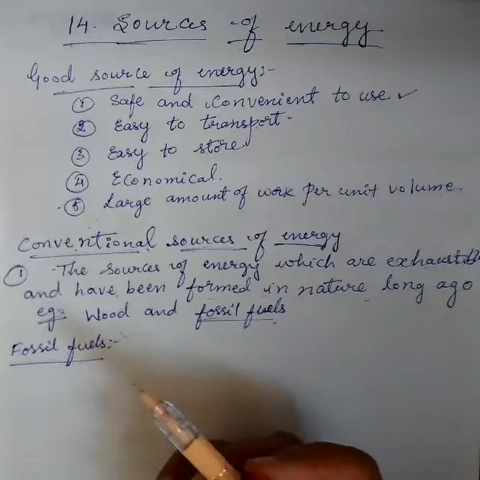 14. Sources of energy
Good source of energy:-
① Safe and Convenient to use ✓
② Easy to transport.
③ Easy to store
④ Economical.
⑤ Large amount of work per unit volume.
Conventional sources of energy
① The sources of energy which are exhaustible
and have been formed in nature long ago
eg:- Wood and fossil fuels
Fossil fuels:-